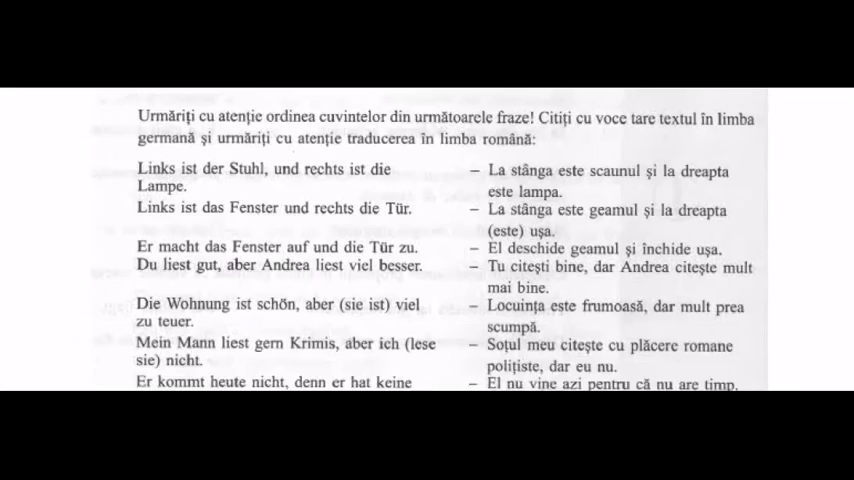 Urmăriți cu atenție ordinea cuvintelor din următoarele fraze! Citiți cu voce tare textul în limba
germană și urmăriți cu atenție traducerea în limba română:
Links ist der Stuhl, und rechts ist die
Lampe.
– La stânga este scaunul și la dreapta
este lampa.
Links ist das Fenster und rechts die Tür.
– La stânga este geamul și la dreapta
(este) ușa.
Er macht das Fenster auf und die Tür zu.
– El deschide geamul și închide ușa.
Du liest gut, aber Andrea liest viel besser.
– Tu citești bine, dar Andrea citește mult
mai bine.
Die Wohnung ist schön, aber (sie ist) viel
zu teuer.
– Locuința este frumoasă, dar mult prea
scumpă.
Mein Mann liest gern Krimis, aber ich (lese
sie) nicht.
– Soțul meu citește cu plăcere romane
polițiste, dar eu nu.
Er kommt heute nicht, denn er hat keine
– El nu vine azi pentru că nu are timp.